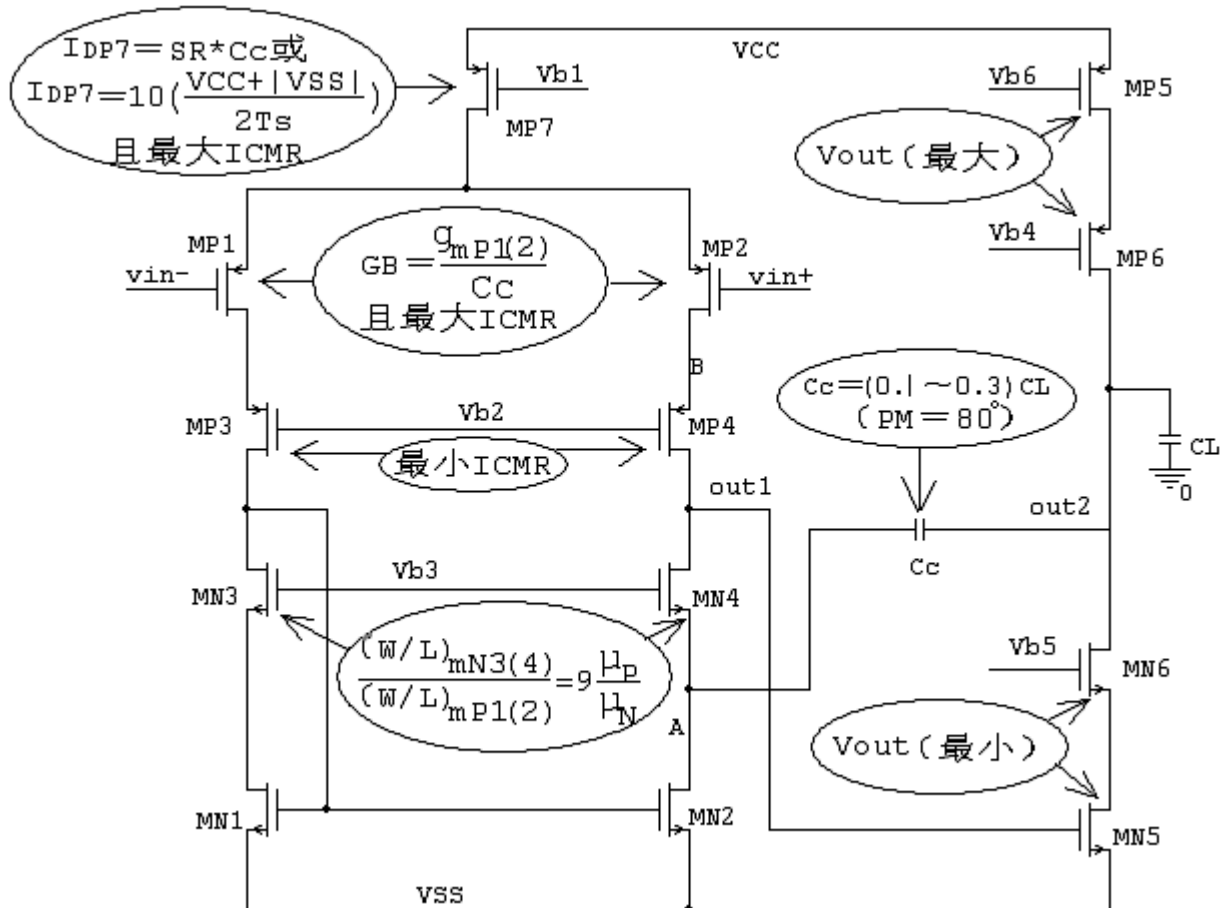 IDP7=SR*Cc或
IDP7=10(VCC+|VSS|/2Ts)
且最大ICMR
VCC
Vb1
MP7
Vb6
MP5
Vout(最大)
Vb4
MP6
MP1
vin-
GB=gmP1(2)/Cc
且最大ICMR
MP2
vin+
B
Cc=(0.1~0.3)CL
(PM=80°)
MP3
Vb2
MP4
最小ICMR
CL
0
out1
out2
Cc
MN3
Vb3
MN4
(W/L)mN3(4)/(W/L)mP1(2)=9μP/μN
A
Vb5
MN6
Vout(最小)
MN1
MN2
MN5
VSS